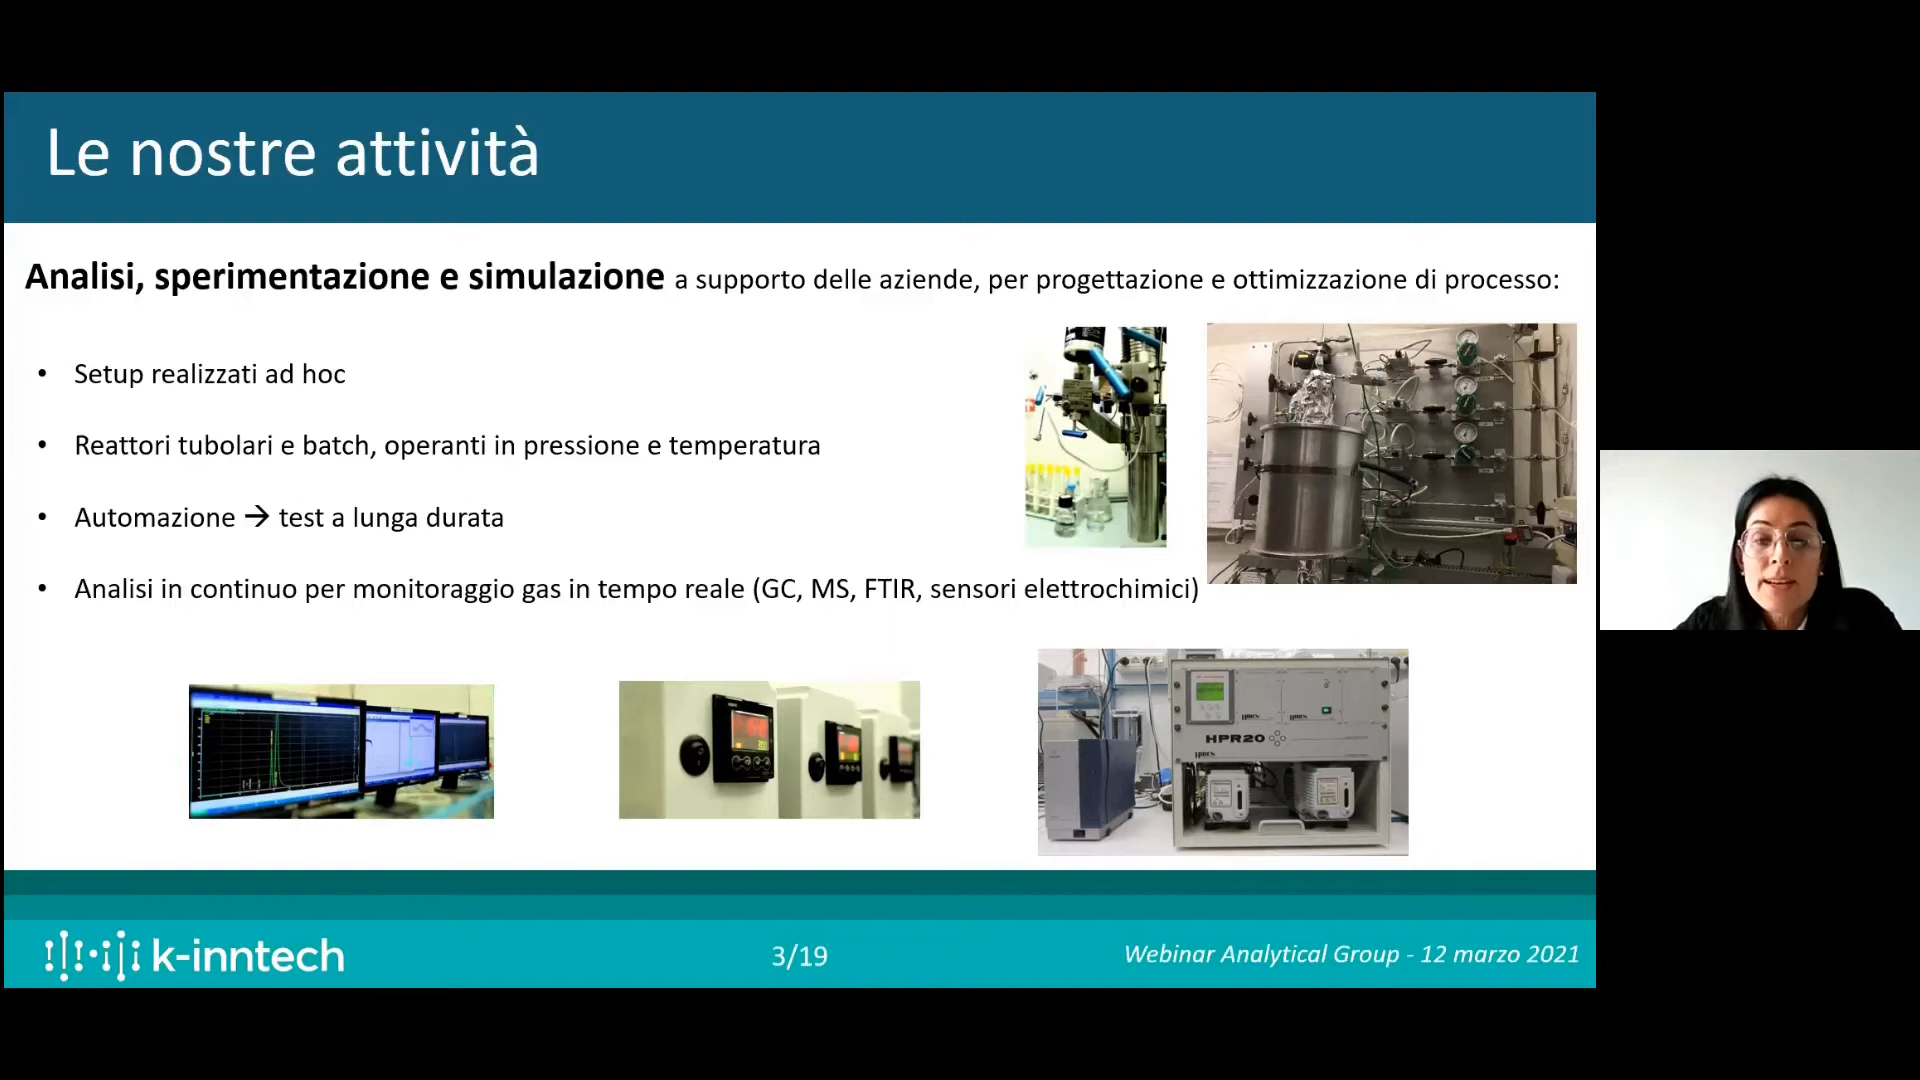 Le nostre attività
Analisi, sperimentazione e simulazione a supporto delle aziende, per progettazione e ottimizzazione di processo:
• Setup realizzati ad hoc
• Reattori tubolari e batch, operanti in pressione e temperatura
• Automazione → test a lunga durata
• Analisi in continuo per monitoraggio gas in tempo reale (GC, MS, FTIR, sensori elettrochimici)
HPR20
k-inntech
3/19
Webinar Analytical Group - 12 marzo 2021